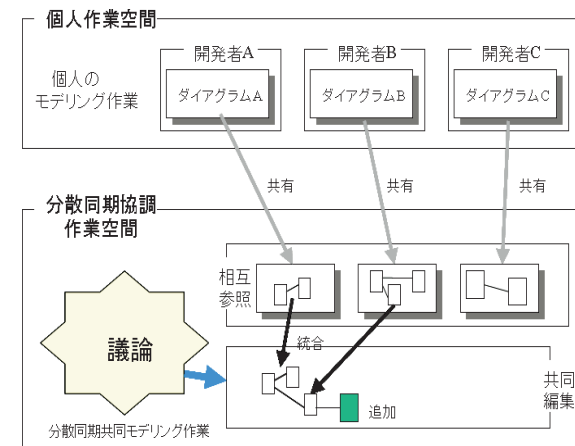 個人作業空間
開発者A
開発者B
開発者C
個人の
モデリング作業
ダイアグラムA
ダイアグラムB
ダイアグラムC
共有
共有
共有
分散同期協調
作業空間
相互
参照
統合
議論
共同
編集
追加
分散同期共同モデリング作業